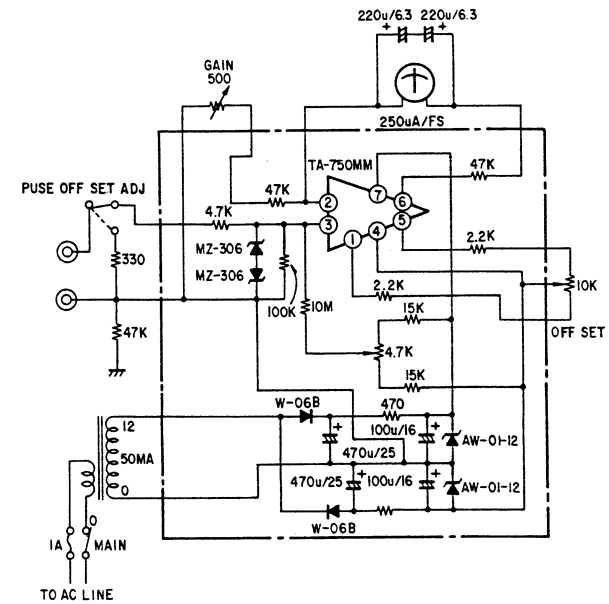 220u/6.3 220u/6.3
+ +
GAIN
500
250uA/FS
TA-750MM
PUSE OFF SET ADJ
47K
47K
7
6
2
5
4.7K
3
4
1
MZ-306
2.2K
330
MZ-306
2.2K
10K
100K
10M
15K
OFF SET
47K
4.7K
15K
W-06B
12
470
100u/16
+
+
AW-01-12
50MA
470u/25
470u/25
+
100u/16
+
AW-01-12
0
0
W-06B
1A
MAIN
TO AC LINE